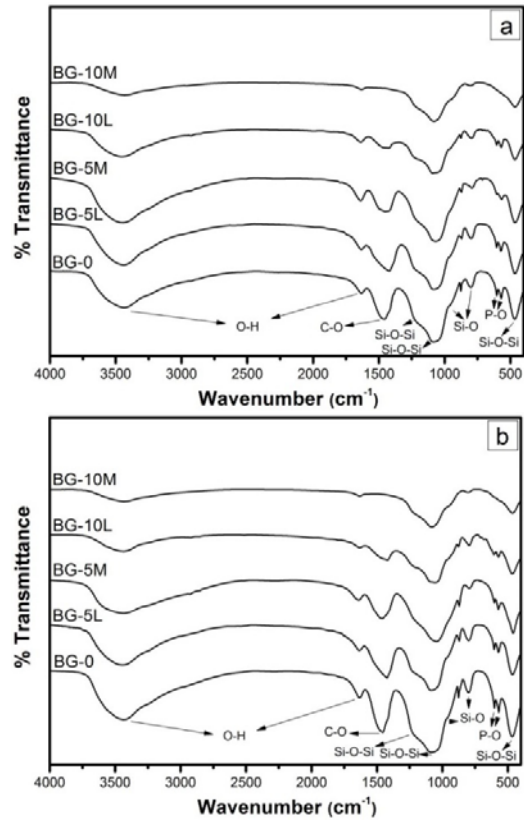 a
% Transmittance
BG-10M
BG-10L
BG-5M
BG-5L
BG-0
O-H
C-O
Si-O-Si
Si-O-Si
Si-O
P-O
Si-O-Si
4000 3500 3000 2500 2000 1500 1000 500
Wavenumber (cm-1)
b
% Transmittance
BG-10M
BG-10L
BG-5M
BG-5L
BG-0
O-H
C-O
Si-O-Si
Si-O-Si
Si-O
P-O
Si-O-Si
4000 3500 3000 2500 2000 1500 1000 500
Wavenumber (cm-1)